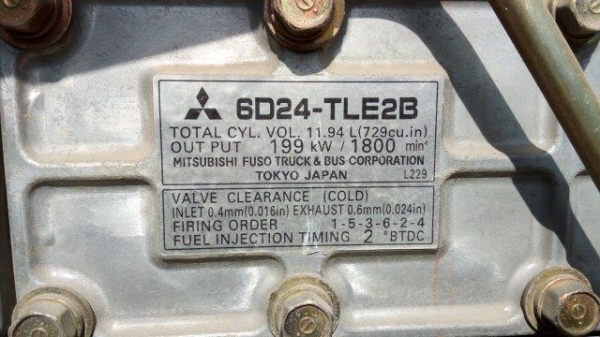 6D24-TLE2B
TOTAL CYL. VOL. 11.94 L(729cu.in)
OUT PUT 199 kW / 1800 min⁻¹
MITSUBISHI FUSO TRUCK & BUS CORPORATION
TOKYO JAPAN L229
VALVE CLEARANCE (COLD)
INLET 0.4mm(0.016in) EXHAUST 0.6mm(0.024in)
FIRING ORDER 1-5-3-6-2-4
FUEL INJECTION TIMING 2 °BTDC